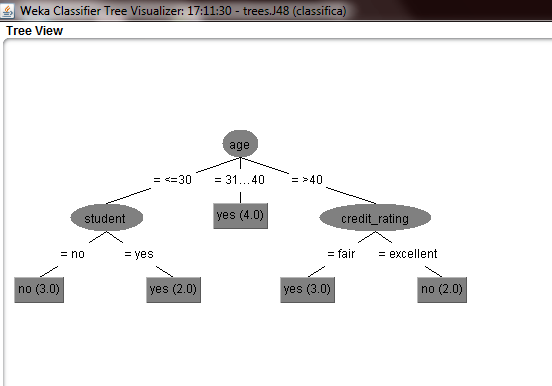 Weka Classifier Tree Visualizer: 17:11:30 - trees.J48 (classifica)
Tree View
age
= <=30 = 31...40 = >40
student yes (4.0) credit_rating
= no = yes = fair = excellent
no (3.0) yes (2.0) yes (3.0) no (2.0)